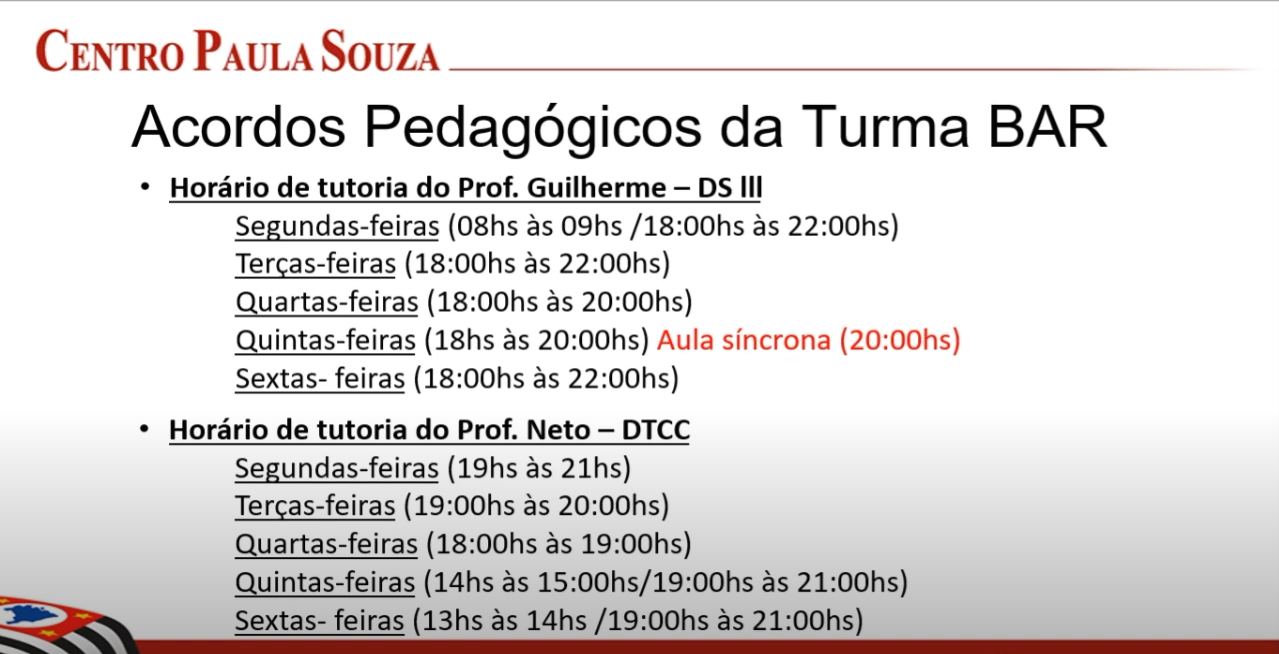 CENTRO PAULA SOUZA
Acordos Pedagógicos da Turma BAR
• Horário de tutoria do Prof. Guilherme – DS lll
Segundas-feiras (08hs às 09hs /18:00hs às 22:00hs)
Terças-feiras (18:00hs às 22:00hs)
Quartas-feiras (18:00hs às 20:00hs)
Quintas-feiras (18hs às 20:00hs) Aula síncrona (20:00hs)
Sextas- feiras (18:00hs às 22:00hs)
• Horário de tutoria do Prof. Neto – DTCC
Segundas-feiras (19hs às 21hs)
Terças-feiras (19:00hs às 20:00hs)
Quartas-feiras (18:00hs às 19:00hs)
Quintas-feiras (14hs às 15:00hs/19:00hs às 21:00hs)
Sextas- feiras (13hs às 14hs /19:00hs às 21:00hs)